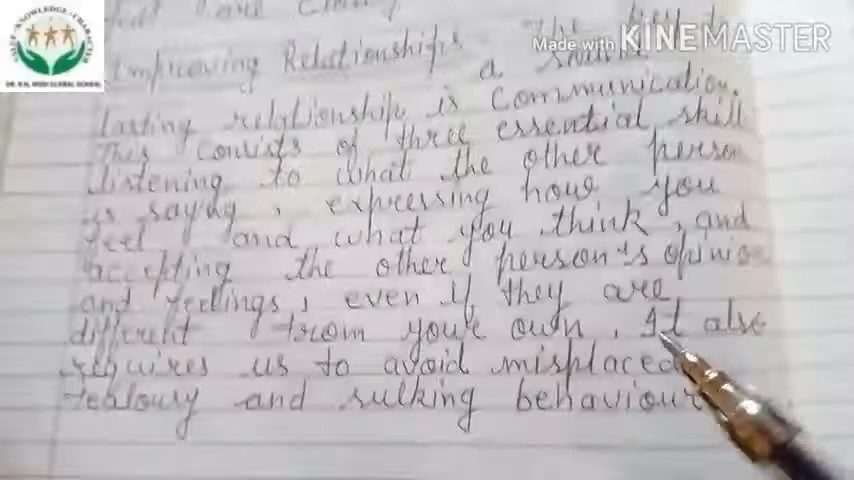 Improving Relationships - The key to
a
lasting relationship is communication.
This consists of three essential skill
listening to what the other person
is saying, expressing how you
feel and what you think, and
accepting the other person's opinion
and feelings, even if they are
different from your own. It also
requires us to avoid misplaced
jealousy and sulking behaviour
Made with KINEMASTER